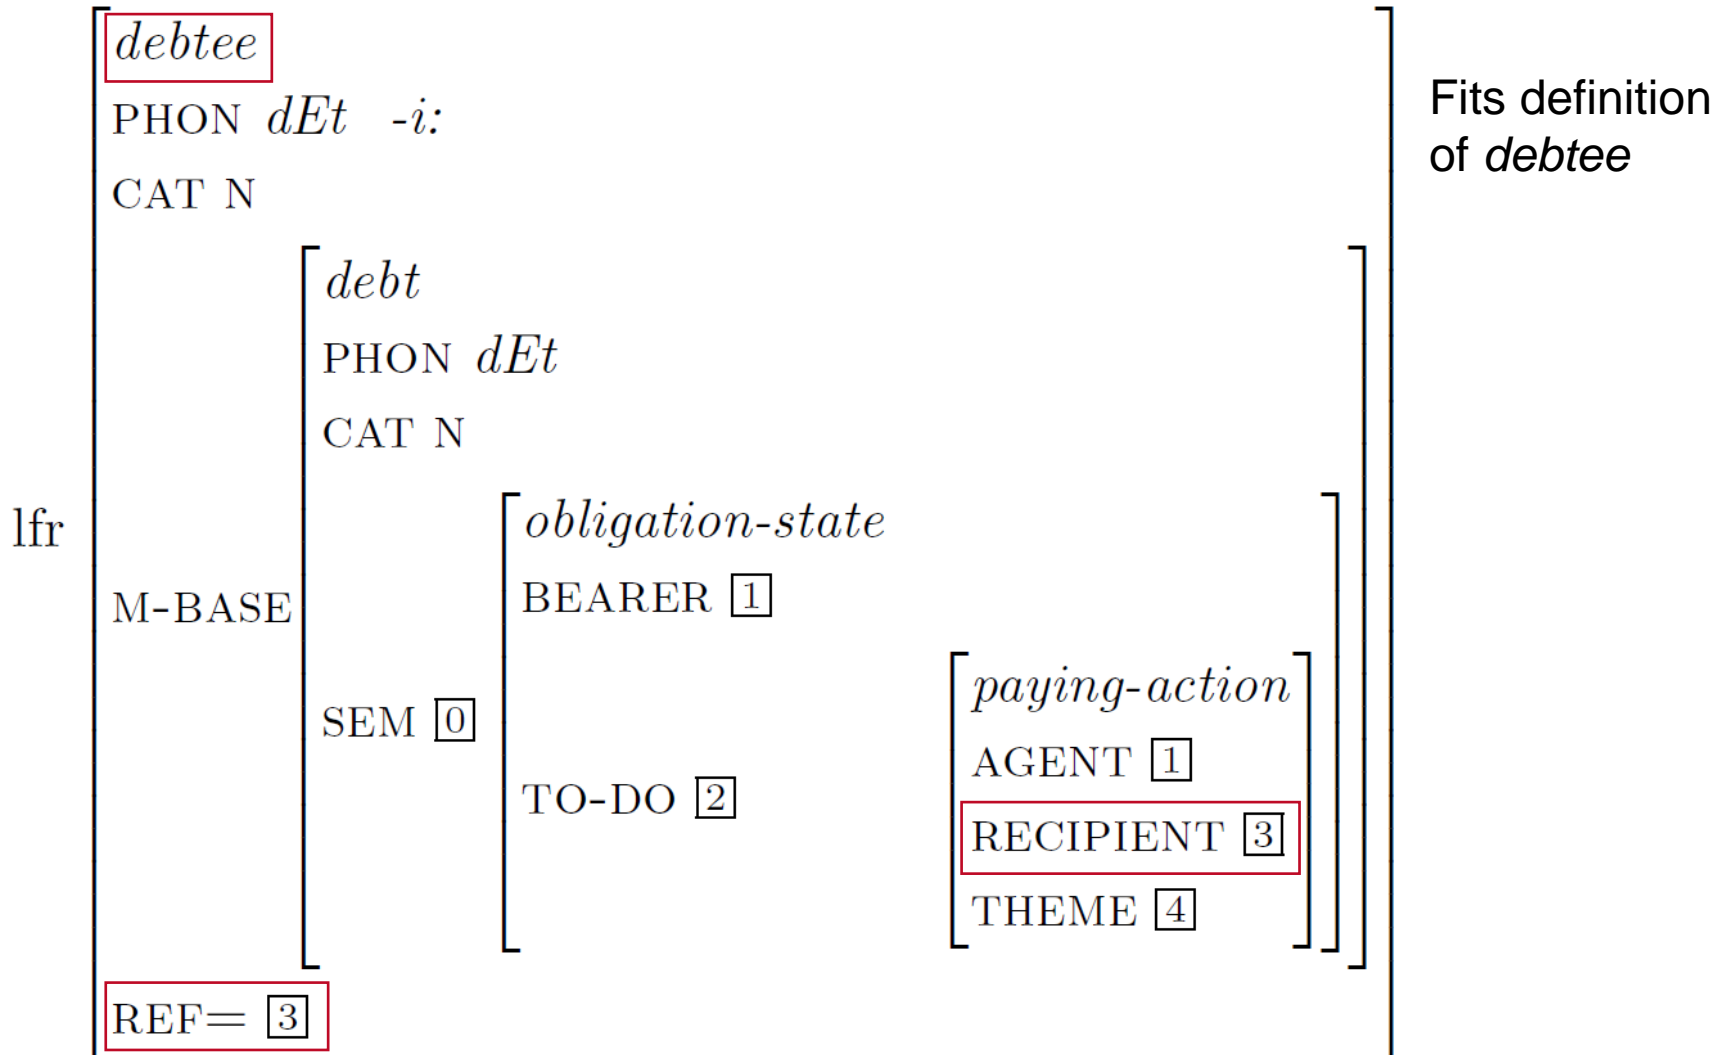 debtee
PHON dEt -i:
CAT N
Fits definition
of debtee
debt
PHON dEt
CAT N
lfr
M-BASE
obligation-state
BEARER 1
SEM 0
TO-DO 2
paying-action
AGENT 1
RECIPIENT 3
THEME 4
REF= 3